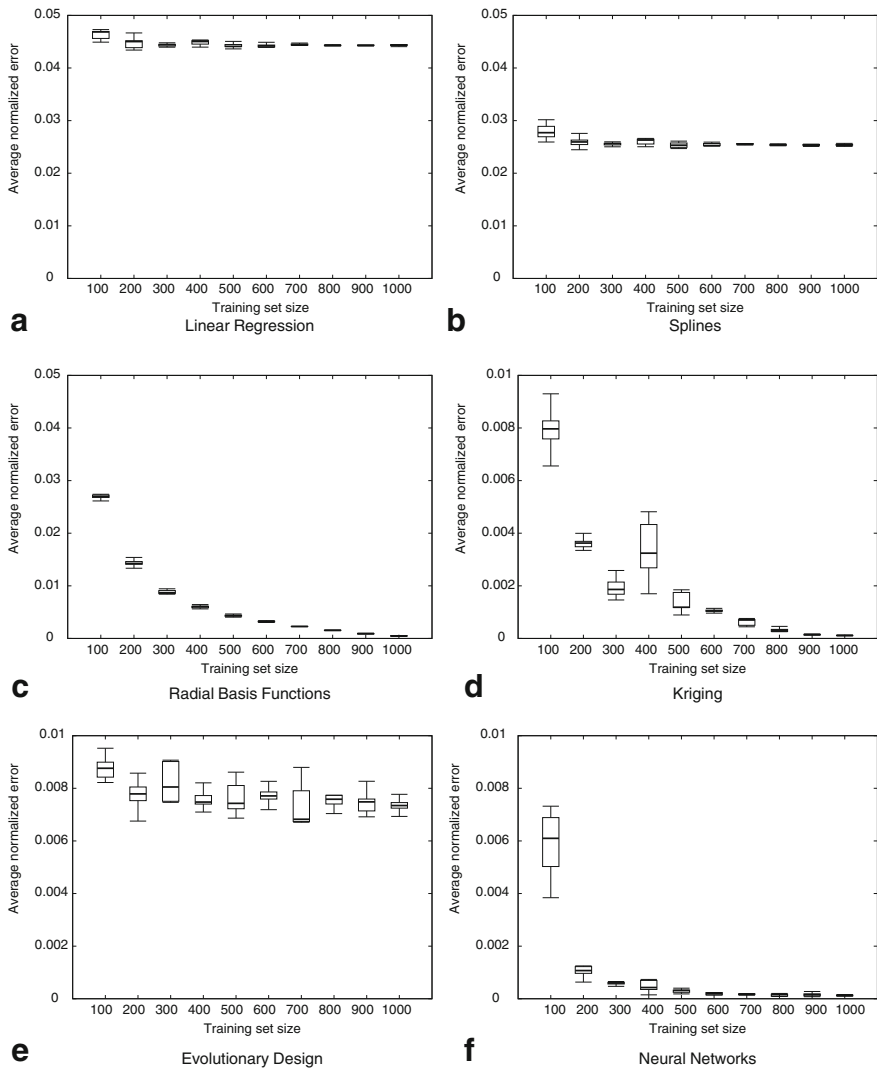 0.05
0.04
0.03
0.02
0.01
0
Average normalized error
100 200 300 400 500 600 700 800 900 1000
Training set size
a
Linear Regression
0.05
0.04
0.03
0.02
0.01
0
Average normalized error
100 200 300 400 500 600 700 800 900 1000
Training set size
b
Splines
0.05
0.04
0.03
0.02
0.01
0
Average normalized error
100 200 300 400 500 600 700 800 900 1000
Training set size
c
Radial Basis Functions
0.01
0.008
0.006
0.004
0.002
0
Average normalized error
100 200 300 400 500 600 700 800 900 1000
Training set size
d
Kriging
0.01
0.008
0.006
0.004
0.002
0
Average normalized error
100 200 300 400 500 600 700 800 900 1000
Training set size
e
Evolutionary Design
0.01
0.008
0.006
0.004
0.002
0
Average normalized error
100 200 300 400 500 600 700 800 900 1000
Training set size
f
Neural Networks